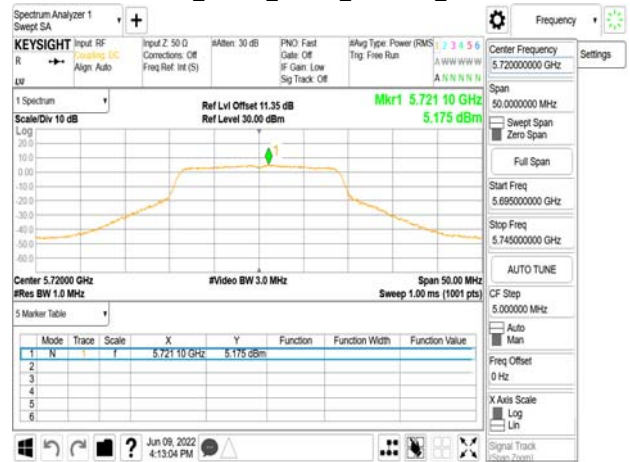 Spectrum Analyzer 1
Swept SA
Frequency
KEYSIGHT
R
Input: RF
Coupling: DC
Align: Auto
Input Z: 50 Ω
Corrections: Off
Freq Ref: Int (S)
#Atten: 30 dB
PNO: Fast
Gate: Off
IF Gain: Low
Sig Track: Off
#Avg Type: Power (RMS
Trig: Free Run
1 2 3 4 5 6
A W W W W W
A N N N N N
Center Frequency
5.720000000 GHz
Settings
Span
50.0000000 MHz
Swept Span
Zero Span
Full Span
Start Freq
5.695000000 GHz
Stop Freq
5.745000000 GHz
AUTO TUNE
CF Step
5.000000 MHz
Auto
Man
Freq Offset
0 Hz
X Axis Scale
Log
Lin
Signal Track
(Span Zoom)
1 Spectrum
Scale/Div 10 dB
Ref Lvl Offset 11.35 dB
Ref Level 30.00 dBm
Mkr1 5.721 10 GHz
5.175 dBm
Log
20.0
10.0
0.00
-10.0
-20.0
-30.0
-40.0
-50.0
-60.0
1
Center 5.72000 GHz
#Res BW 1.0 MHz
#Video BW 3.0 MHz
Span 50.00 MHz
Sweep 1.00 ms (1001 pts)
5 Marker Table
Mode Trace Scale X Y Function Function Width Function Value
1 N 1 f 5.721 10 GHz 5.175 dBm
2
3
4
5
6
?
Jun 09, 2022
4:13:04 PM